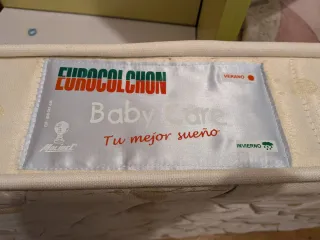 EUROCOLCHON
VERANO
Baby Care
Tu mejor sueño
INVIERNO